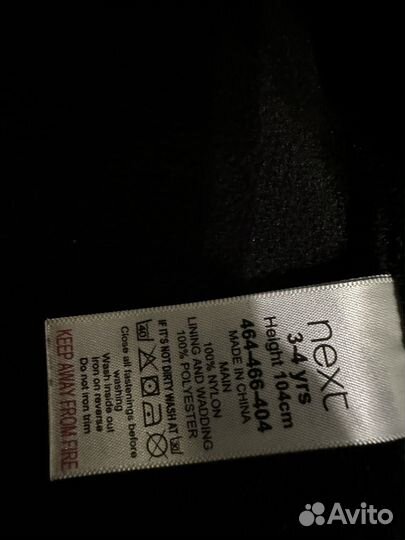 next
3-4 yrs
Height 104cm
464-466-404
MADE IN CHINA
MAIN
100% NYLON
LINING AND WADDING
100% POLYESTER
IF IT'S NOT DIRTY WASH AT 30
40
Close all fastenings before
washing
Wash inside out
iron on reverse
Do not iron trim
KEEP AWAY FROM FIRE
Avito